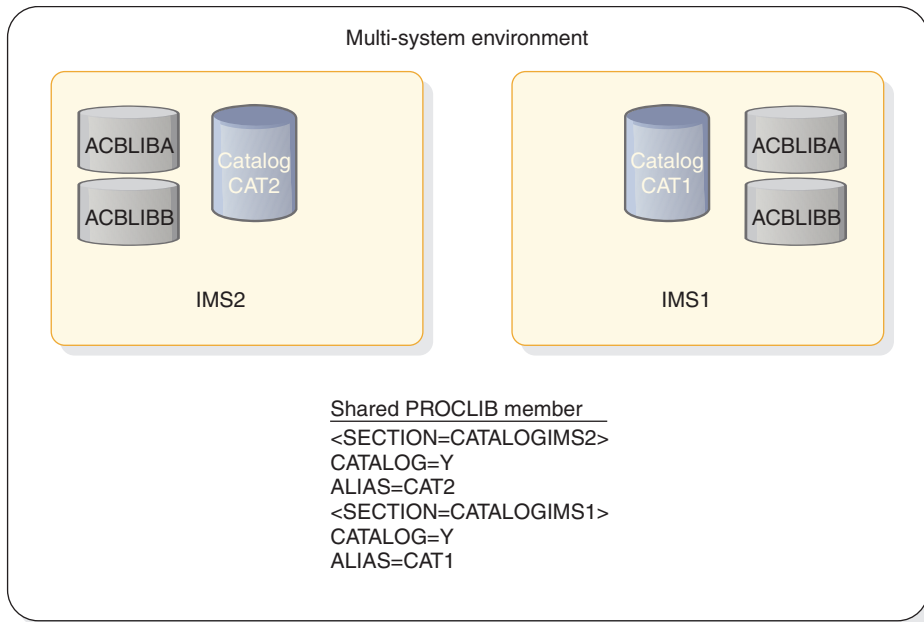 Multi-system environment
ACBLIBA
ACBLIBB
Catalog
CAT2
IMS2
Catalog
CAT1
ACBLIBA
ACBLIBB
IMS1
Shared PROCLIB member
<SECTION=CATALOGIMS2>
CATALOG=Y
ALIAS=CAT2
<SECTION=CATALOGIMS1>
CATALOG=Y
ALIAS=CAT1